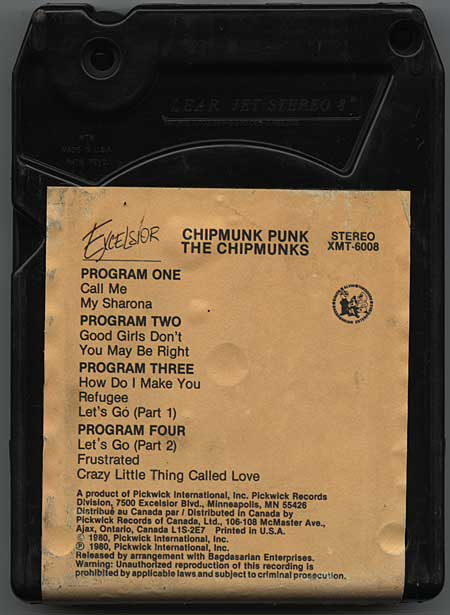 LEAR JET STEREO 8
MADE IN U.S.A.
Excelsior
CHIPMUNK PUNK
THE CHIPMUNKS
STEREO
XMT-6008
PROGRAM ONE
Call Me
My Sharona
PROGRAM TWO
Good Girls Don't
You May Be Right
PROGRAM THREE
How Do I Make You
Refugee
Let's Go (Part 1)
PROGRAM FOUR
Let's Go (Part 2)
Frustrated
Crazy Little Thing Called Love
A product of Pickwick International, Inc. Pickwick Records
Division, 7500 Excelsior Blvd., Minneapolis, MN 55426
Distribué au Canada par / Distributed in Canada by
Pickwick Records of Canada, Ltd., 106-108 McMaster Ave.,
Ajax, Ontario, Canada L1S-2E7 Printed in U.S.A.
© 1980, Pickwick International, Inc.
℗ 1980, Pickwick International, Inc.
Released by arrangement with Bagdasarian Enterprises.
Warning: Unauthorized reproduction of this recording is
prohibited by applicable laws and subject to criminal prosecution.